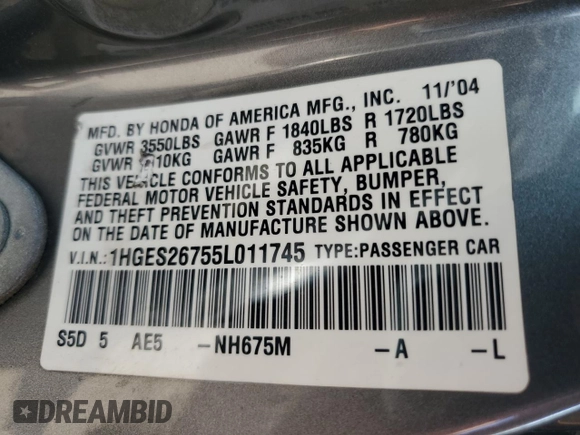 MFD. BY HONDA OF AMERICA MFG., INC. 11/'04
GVWR 3550LBS GAWR F 1840LBS R 1720LBS
GVWR GAWR F 835KG R 780KG
THIS VEHICLE CONFORMS TO ALL APPLICABLE
FEDERAL MOTOR VEHICLE SAFETY, BUMPER,
AND THEFT PREVENTION STANDARDS IN EFFECT
ON THE DATE OF MANUFACTURE SHOWN ABOVE.
V.I.N.: 1HGES26755L011745 TYPE:PASSENGER CAR
S5D 5 AE5 -NH675M -A -L
DREAMBID